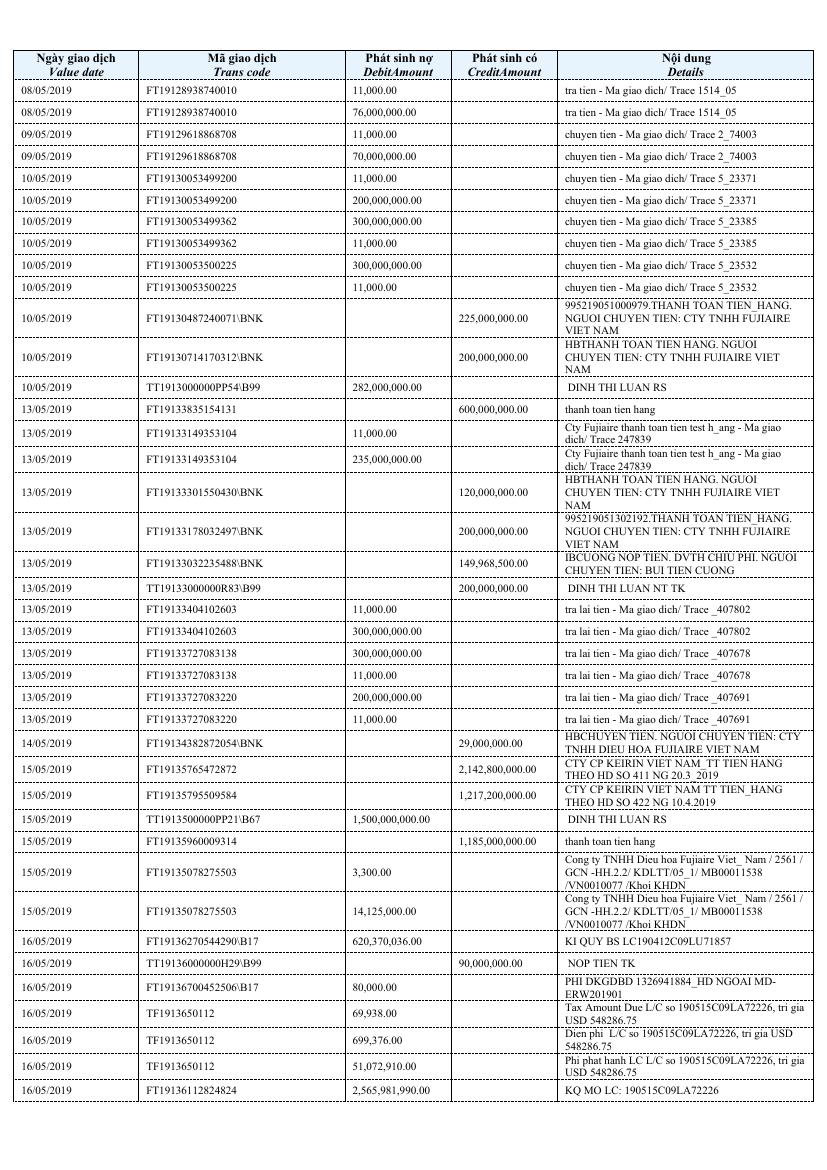 Ngày giao dịch Mã giao dịch Phát sinh nợ Phát sinh có Nội dung
Value date Trans code DebitAmount CreditAmount Details
08/05/2019 FT19128938740010 11,000.00 tra tien - Ma giao dich/ Trace 1514_05
08/05/2019 FT19128938740010 76,000,000.00 tra tien - Ma giao dich/ Trace 1514_05
09/05/2019 FT19129618868708 11,000.00 chuyen tien - Ma giao dich/ Trace 2_74003
09/05/2019 FT19129618868708 70,000,000.00 chuyen tien - Ma giao dich/ Trace 2_74003
10/05/2019 FT19130053499200 11,000.00 chuyen tien - Ma giao dich/ Trace 5_23371
10/05/2019 FT19130053499200 200,000,000.00 chuyen tien - Ma giao dich/ Trace 5_23371
10/05/2019 FT19130053499362 300,000,000.00 chuyen tien - Ma giao dich/ Trace 5_23385
10/05/2019 FT19130053499362 11,000.00 chuyen tien - Ma giao dich/ Trace 5_23385
10/05/2019 FT19130053500225 300,000,000.00 chuyen tien - Ma giao dich/ Trace 5_23532
10/05/2019 FT19130053500225 11,000.00 chuyen tien - Ma giao dich/ Trace 5_23532
995219051000979.THANH TOAN TIEN_HANG.
10/05/2019 FT19130487240071\BNK 225,000,000.00 NGUOI CHUYEN TIEN: CTY TNHH FUJIAIRE
VIET NAM
HBTHANH TOAN TIEN HANG. NGUOI
10/05/2019 FT19130714170312\BNK 200,000,000.00 CHUYEN TIEN: CTY TNHH FUJIAIRE VIET
NAM
10/05/2019 TT1913000000PP54\B99 282,000,000.00 DINH THI LUAN RS
13/05/2019 FT19133835154131 600,000,000.00 thanh toan tien hang
13/05/2019 FT19133149353104 11,000.00 Cty Fujiaire thanh toan tien test h_ang - Ma giao
dich/ Trace 247839
13/05/2019 FT19133149353104 235,000,000.00 Cty Fujiaire thanh toan tien test h_ang - Ma giao
dich/ Trace 247839
HBTHANH TOAN TIEN HANG. NGUOI
13/05/2019 FT19133301550430\BNK 120,000,000.00 CHUYEN TIEN: CTY TNHH FUJIAIRE VIET
NAM
995219051302192.THANH TOAN TIEN_HANG.
13/05/2019 FT19133178032497\BNK 200,000,000.00 NGUOI CHUYEN TIEN: CTY TNHH FUJIAIRE
VIET NAM
13/05/2019 FT19133032235488\BNK 149,968,500.00 IBCUONG NOP TIEN. DVTH CHIU PHI. NGUOI
CHUYEN TIEN: BUI TIEN CUONG
13/05/2019 TT19133000000R83\B99 200,000,000.00 DINH THI LUAN NT TK
13/05/2019 FT19133404102603 11,000.00 tra lai tien - Ma giao dich/ Trace _407802
13/05/2019 FT19133404102603 300,000,000.00 tra lai tien - Ma giao dich/ Trace _407802
13/05/2019 FT19133727083138 300,000,000.00 tra lai tien - Ma giao dich/ Trace _407678
13/05/2019 FT19133727083138 11,000.00 tra lai tien - Ma giao dich/ Trace _407678
13/05/2019 FT19133727083220 200,000,000.00 tra lai tien - Ma giao dich/ Trace _407691
13/05/2019 FT19133727083220 11,000.00 tra lai tien - Ma giao dich/ Trace _407691
14/05/2019 FT19134382872054\BNK 29,000,000.00 HBCHUYEN TIEN. NGUOI CHUYEN TIEN: CTY
TNHH DIEU HOA FUJIAIRE VIET NAM
15/05/2019 FT19135765472872 2,142,800,000.00 CTY CP KEIRIN VIET NAM_TT TIEN HANG
THEO HD SO 411 NG 20.3_2019
15/05/2019 FT19135795509584 1,217,200,000.00 CTY CP KEIRIN VIET NAM TT TIEN_HANG
THEO HD SO 422 NG 10.4.2019
15/05/2019 TT1913500000PP21\B67 1,500,000,000.00 DINH THI LUAN RS
15/05/2019 FT19135960009314 1,185,000,000.00 thanh toan tien hang
Cong ty TNHH Dieu hoa Fujiaire Viet_ Nam / 2561 /
15/05/2019 FT19135078275503 3,300.00 GCN -HH.2.2/ KDLTT/05_1/ MB00011538
/VN0010077 /Khoi KHDN
Cong ty TNHH Dieu hoa Fujiaire Viet_ Nam / 2561 /
15/05/2019 FT19135078275503 14,125,000.00 GCN -HH.2.2/ KDLTT/05_1/ MB00011538
/VN0010077 /Khoi KHDN
16/05/2019 FT19136270544290\B17 620,370,036.00 KI QUY BS LC190412C09LU71857
16/05/2019 TT19136000000H29\B99 90,000,000.00 NOP TIEN TK
16/05/2019 FT19136700452506\B17 80,000.00 PHI DKGDBD 1326941884_HD NGOAI MD-
ERW201901
16/05/2019 TF1913650112 69,938.00 Tax Amount Due L/C so 190515C09LA72226, tri gia
USD 548286.75
16/05/2019 TF1913650112 699,376.00 Dien phi L/C so 190515C09LA72226, tri gia USD
548286.75
16/05/2019 TF1913650112 51,072,910.00 Phi phat hanh LC L/C so 190515C09LA72226, tri gia
USD 548286.75
16/05/2019 FT19136112824824 2,565,981,990.00 KQ MO LC: 190515C09LA72226